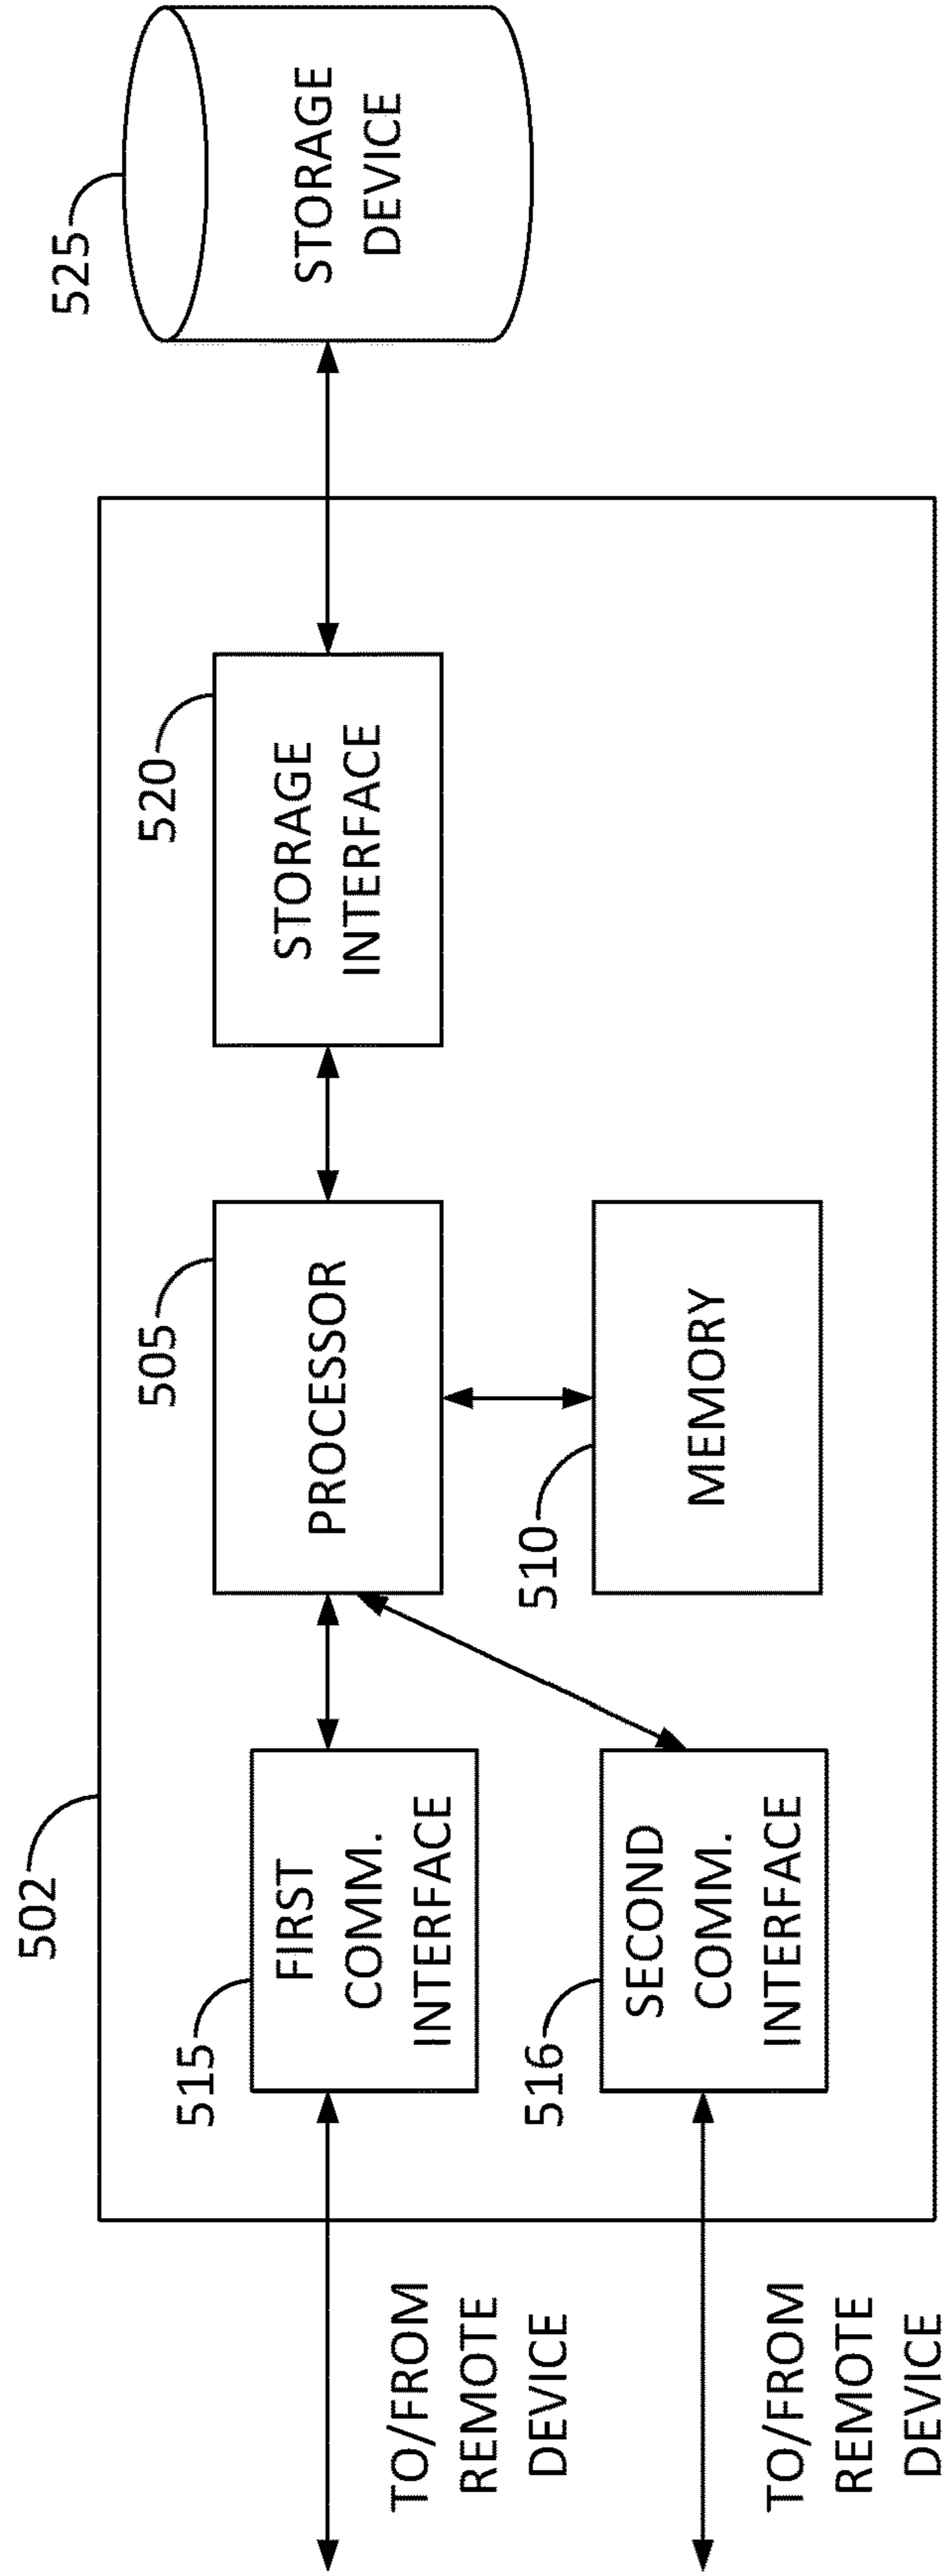 502
515
FIRST
COMM.
INTERFACE
505
PROCESSOR
520
STORAGE
INTERFACE
525
STORAGE
DEVICE
TO/FROM
REMOTE
DEVICE
516
SECOND
COMM.
INTERFACE
510
MEMORY
TO/FROM
REMOTE
DEVICE